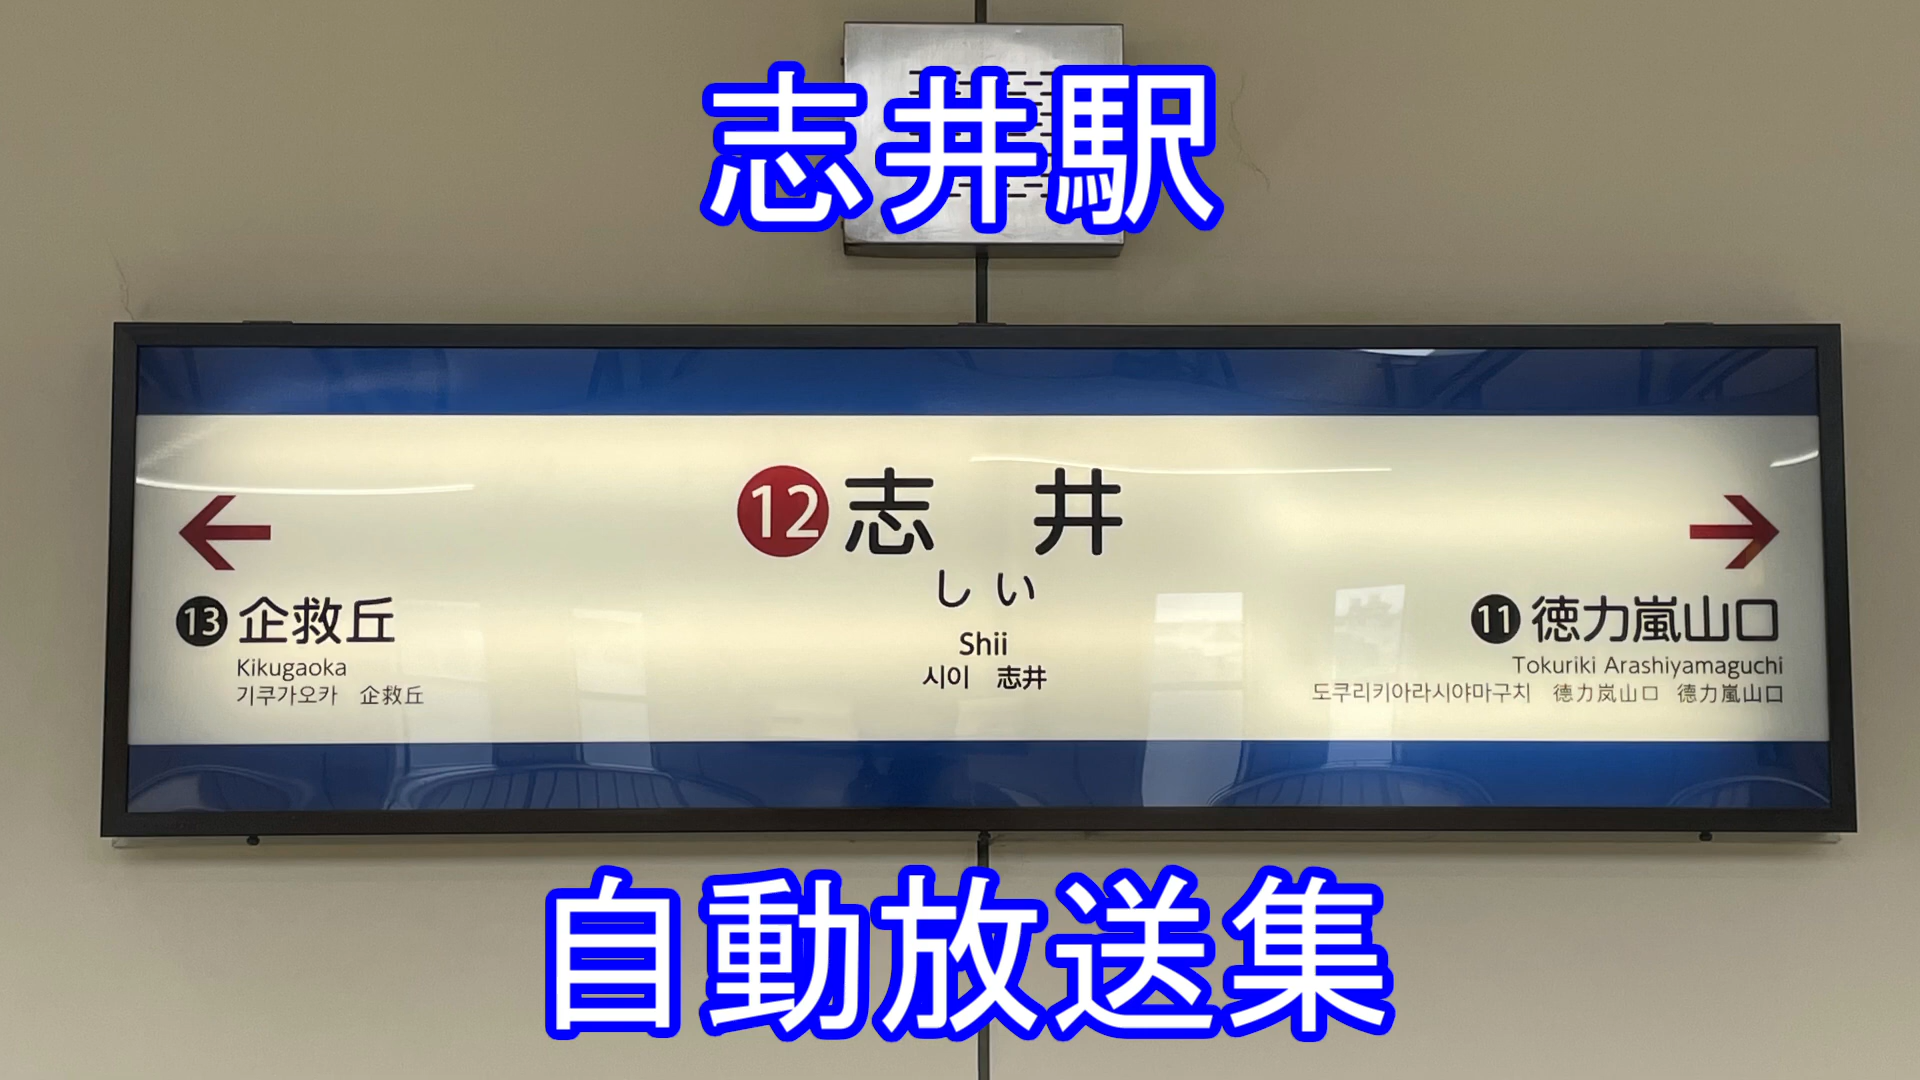 志井駅
12 志井
しい
Shii
시이 志井
13 企救丘
Kikugaoka
기쿠가오카 企救丘
11 徳力嵐山口
Tokuriki Arashiyamaguchi
도쿠리키아라시야마구치 德力岚山口 德力嵐山口
自動放送集